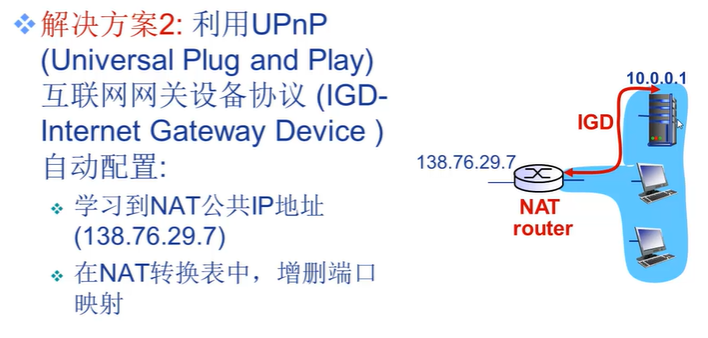 解决方案2: 利用UPnP
(Universal Plug and Play)
互联网网关设备协议 (IGD-
Internet Gateway Device )
自动配置:
学习到NAT公共IP地址
(138.76.29.7)
在NAT转换表中，增删端口
映射
10.0.0.1
IGD
138.76.29.7
NAT
router